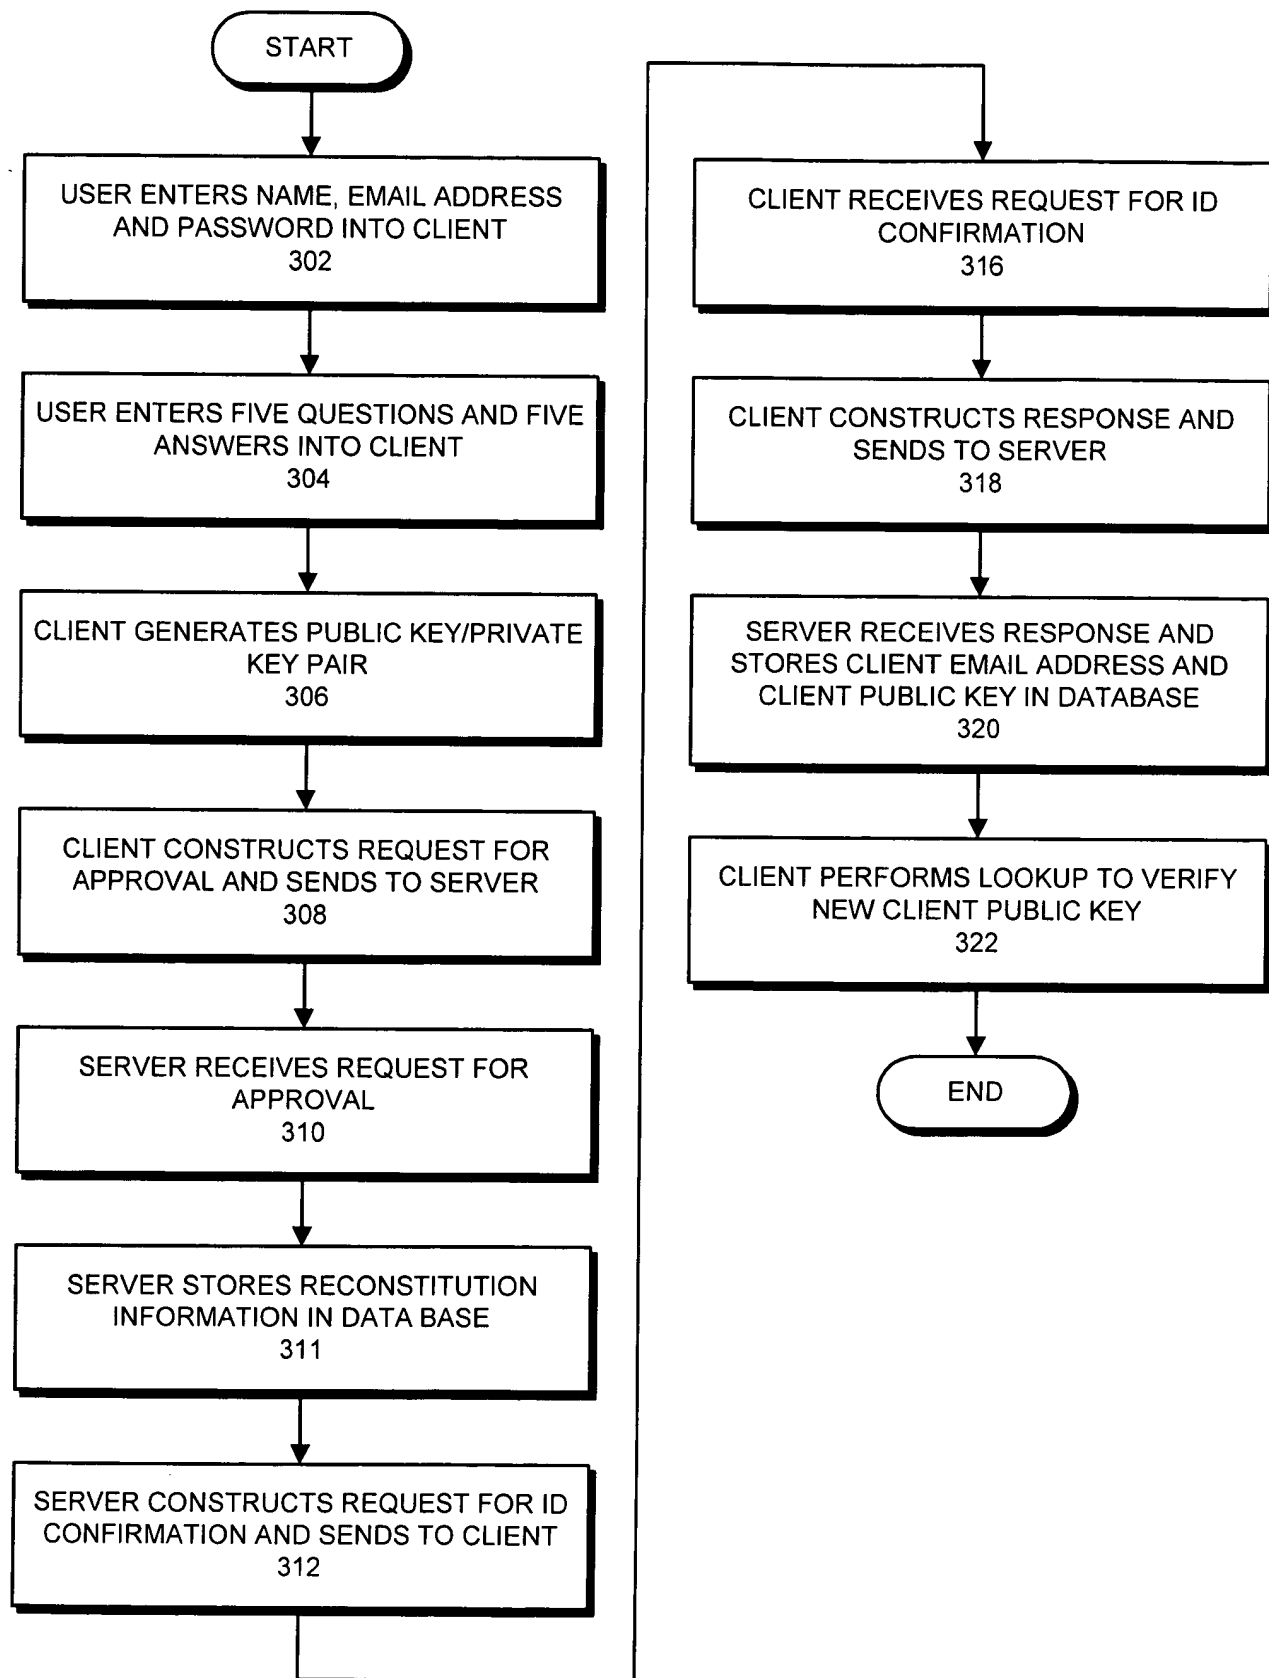 START
USER ENTERS NAME, EMAIL ADDRESS
AND PASSWORD INTO CLIENT
302
USER ENTERS FIVE QUESTIONS AND FIVE
ANSWERS INTO CLIENT
304
CLIENT GENERATES PUBLIC KEY/PRIVATE
KEY PAIR
306
CLIENT CONSTRUCTS REQUEST FOR
APPROVAL AND SENDS TO SERVER
308
SERVER RECEIVES REQUEST FOR
APPROVAL
310
SERVER STORES RECONSTITUTION
INFORMATION IN DATA BASE
311
SERVER CONSTRUCTS REQUEST FOR ID
CONFIRMATION AND SENDS TO CLIENT
312
CLIENT RECEIVES REQUEST FOR ID
CONFIRMATION
316
CLIENT CONSTRUCTS RESPONSE AND
SENDS TO SERVER
318
SERVER RECEIVES RESPONSE AND
STORES CLIENT EMAIL ADDRESS AND
CLIENT PUBLIC KEY IN DATABASE
320
CLIENT PERFORMS LOOKUP TO VERIFY
NEW CLIENT PUBLIC KEY
322
END